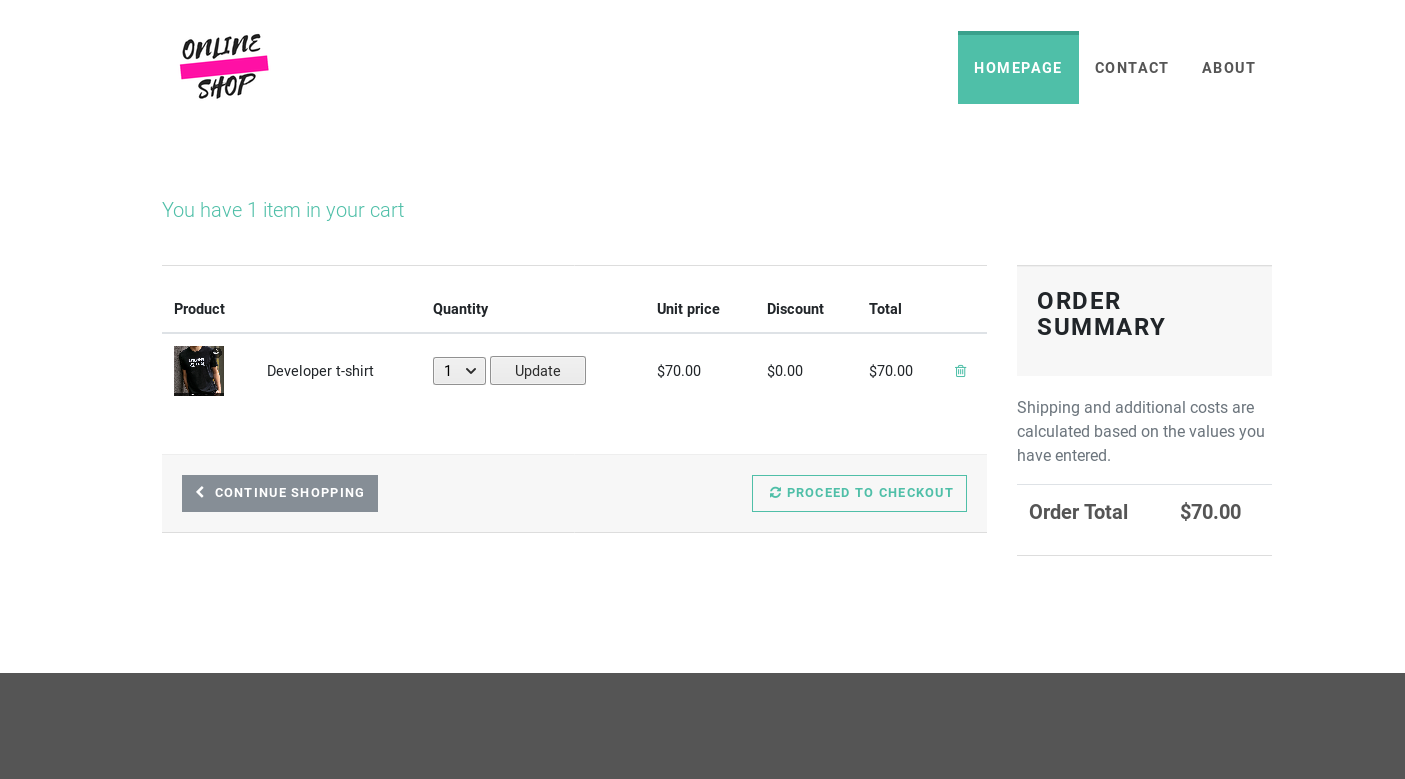 ONLINE
SHOP
HOMEPAGE CONTACT ABOUT
You have 1 item in your cart
Product Quantity Unit price Discount Total
Developer t-shirt 1 Update $70.00 $0.00 $70.00
CONTINUE SHOPPING PROCEED TO CHECKOUT
ORDER
SUMMARY
Shipping and additional costs are
calculated based on the values you
have entered.
Order Total $70.00